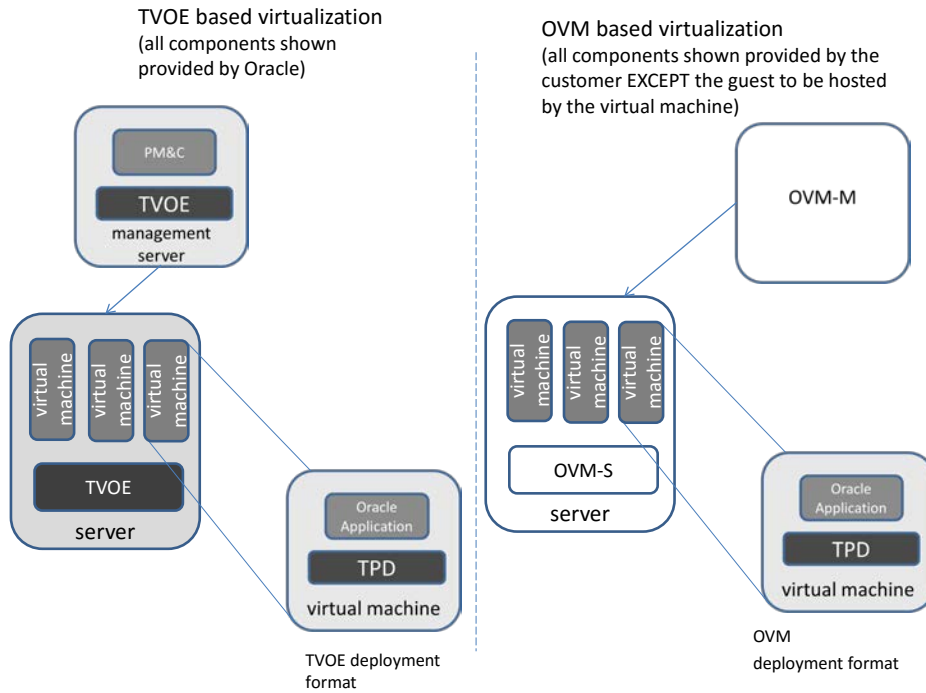 TVOE based virtualization
(all components shown
provided by Oracle)
PM&C
TVOE
management
server
virtual
machine
virtual
machine
virtual
machine
TVOE
server
Oracle
Application
TPD
virtual machine
TVOE deployment
format
OVM based virtualization
(all components shown provided by the
customer EXCEPT the guest to be hosted
by the virtual machine)
OVM-M
virtual
machine
virtual
machine
virtual
machine
OVM-S
server
Oracle
Application
TPD
virtual machine
OVM
deployment format